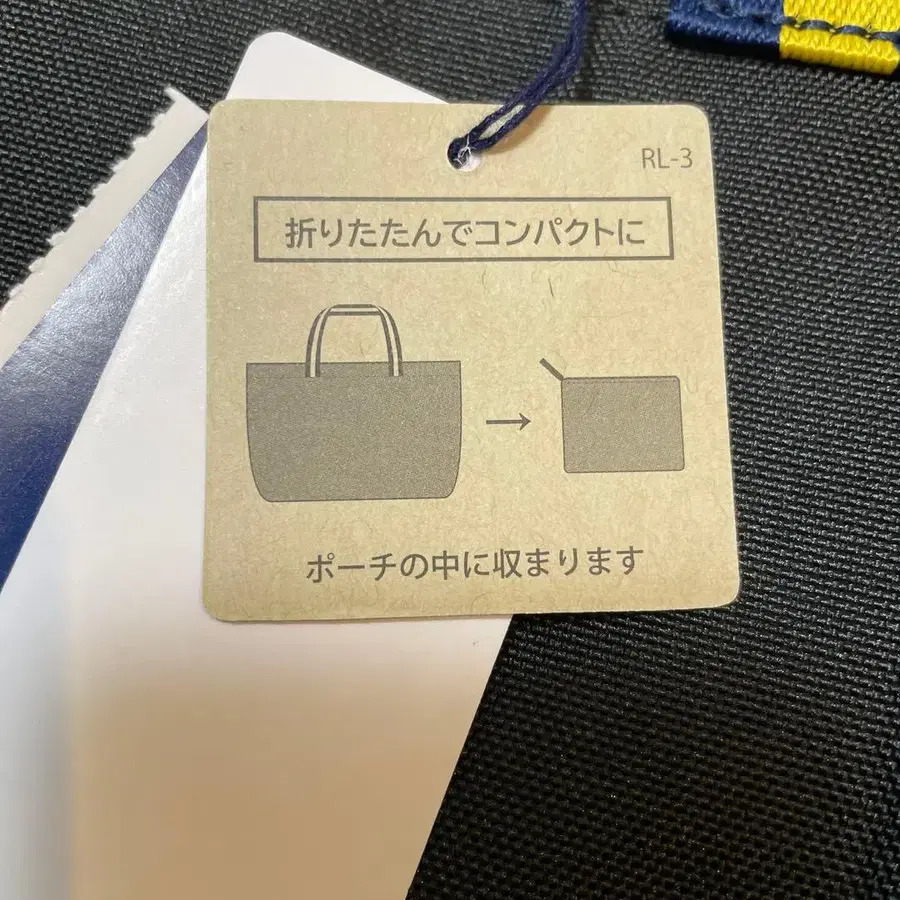 RL-3
折りたたんでコンパクトに
ポーチの中に収まります